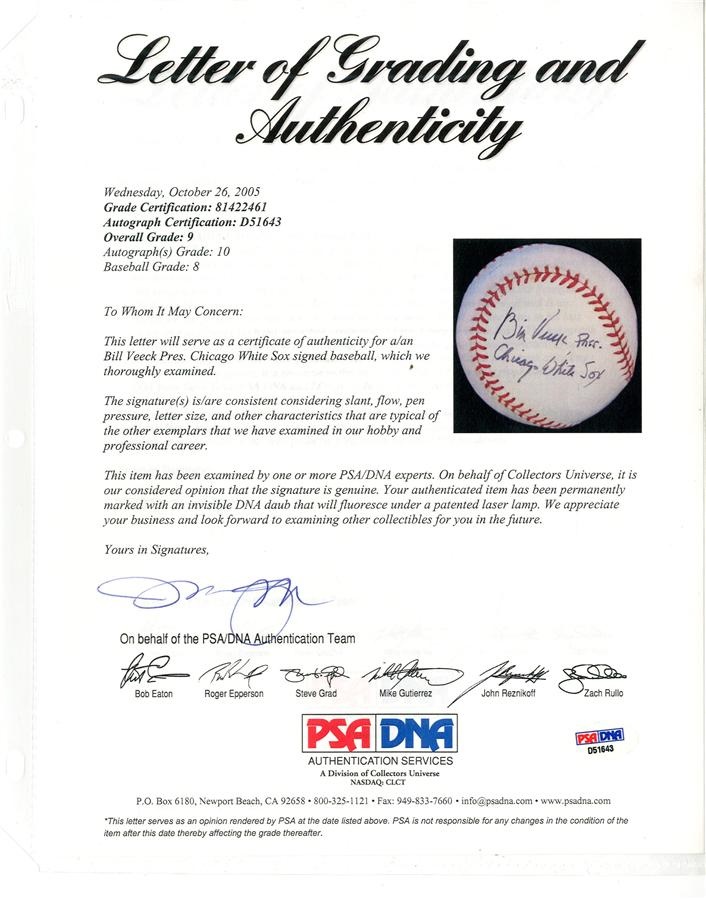 Letter of Grading and
Authenticity
Wednesday, October 26, 2005
Grade Certification: 81422461
Autograph Certification: D51643
Overall Grade: 9
Autograph(s) Grade: 10
Baseball Grade: 8
To Whom It May Concern:
This letter will serve as a certificate of authenticity for a/an
Bill Veeck Pres. Chicago White Sox signed baseball, which we
thoroughly examined.
Bill Veeck Pres.
Chicago White Sox
The signature(s) is/are consistent considering slant, flow, pen
pressure, letter size, and other characteristics that are typical of
the other exemplars that we have examined in our hobby and
professional career.
This item has been examined by one or more PSA/DNA experts. On behalf of Collectors Universe, it is
our considered opinion that the signature is genuine. Your authenticated item has been permanently
marked with an invisible DNA daub that will fluoresce under a patented laser lamp. We appreciate
your business and look forward to examining other collectibles for you in the future.
Yours in Signatures,
On behalf of the PSA/DNA Authentication Team
Bob Eaton Roger Epperson Steve Grad Mike Gutierrez John Reznikoff Zach Rullo
PSA DNA
AUTHENTICATION SERVICES
A Division of Collectors Universe
NASDAQ: CLCT
PSA DNA
D51643
P.O. Box 6180, Newport Beach, CA 92658 • 800-325-1121 • Fax: 949-833-7660 • info@psadna.com • www.psadna.com
*This letter serves as an opinion rendered by PSA at the date listed above. PSA is not responsible for any changes in the condition of the
item after this date thereby affecting the grade thereafter.